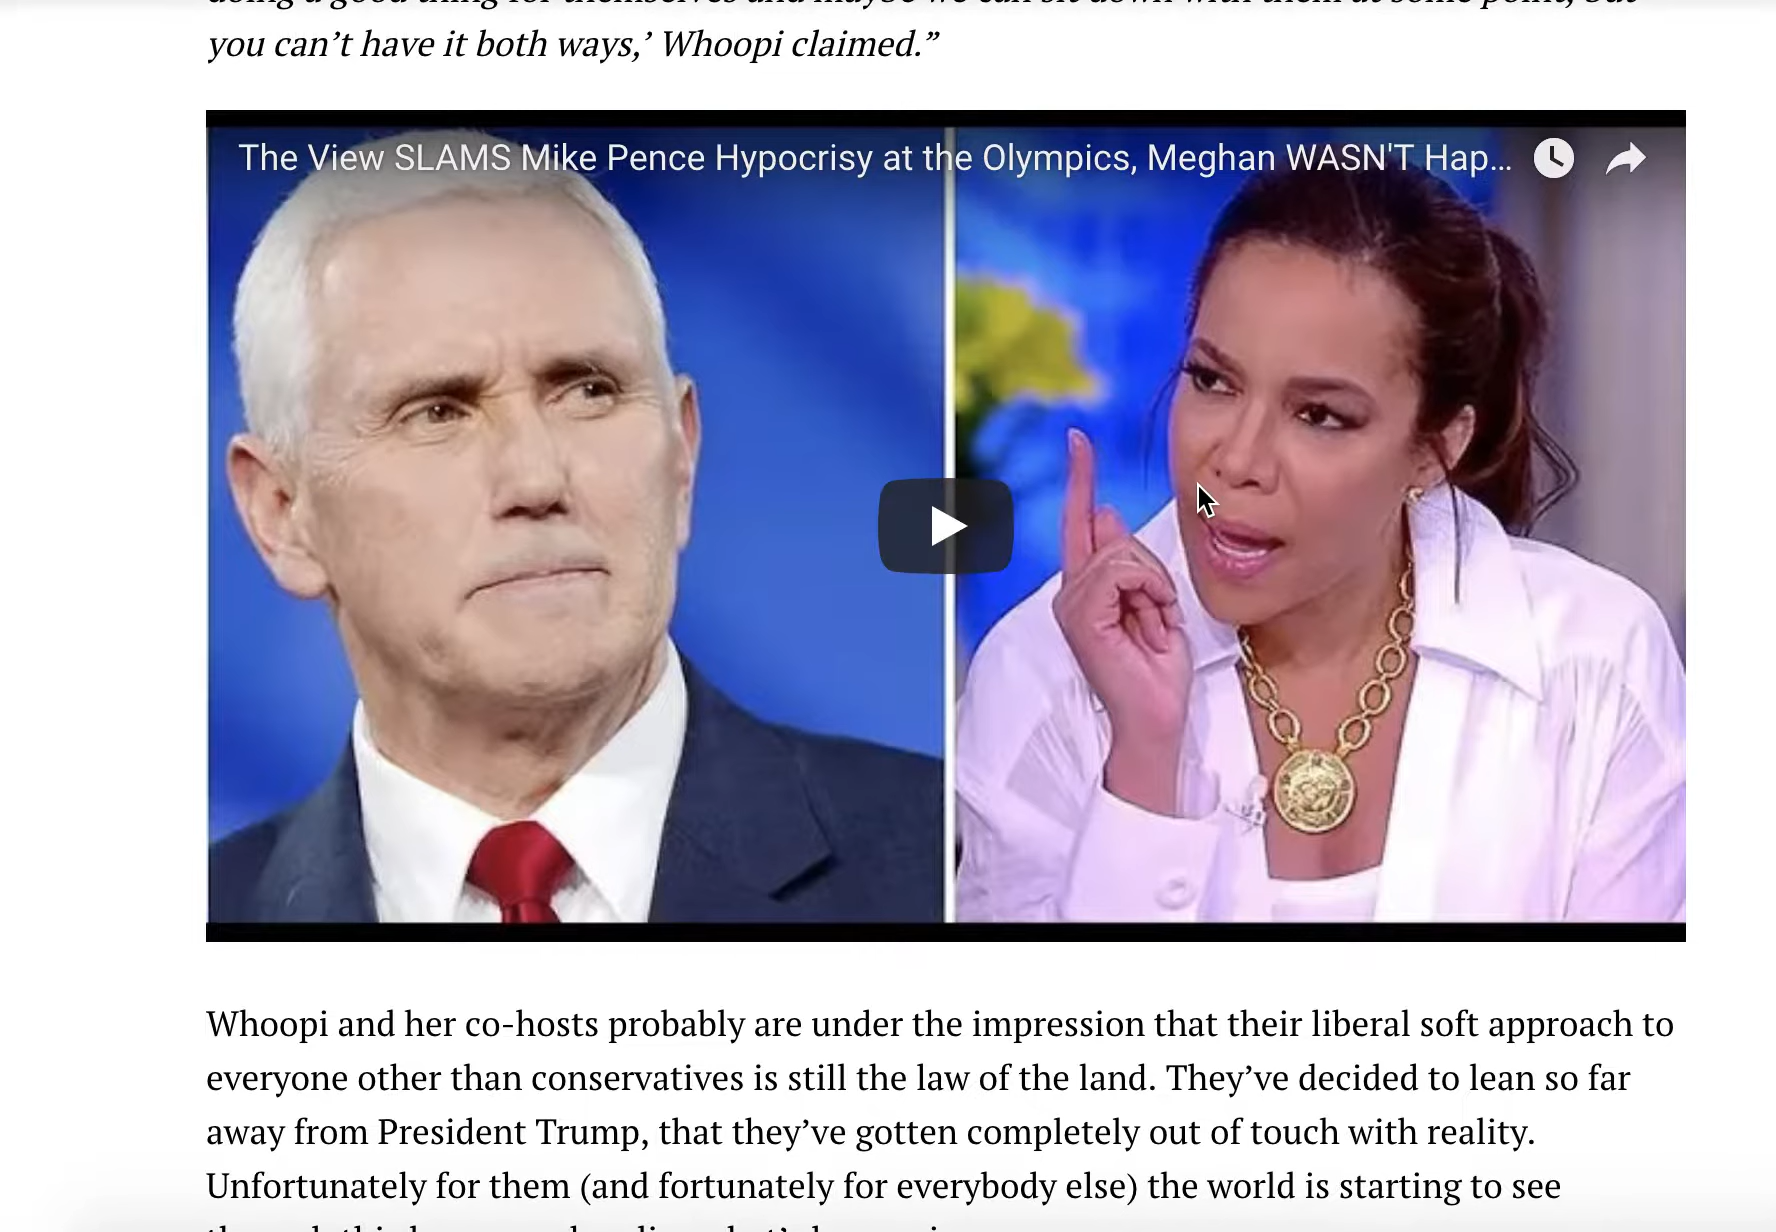 you can’t have it both ways,’ Whoopi claimed.”
The View SLAMS Mike Pence Hypocrisy at the Olympics, Meghan WASN'T Hap...
Whoopi and her co-hosts probably are under the impression that their liberal soft approach to
everyone other than conservatives is still the law of the land. They’ve decided to lean so far
away from President Trump, that they’ve gotten completely out of touch with reality.
Unfortunately for them (and fortunately for everybody else) the world is starting to see